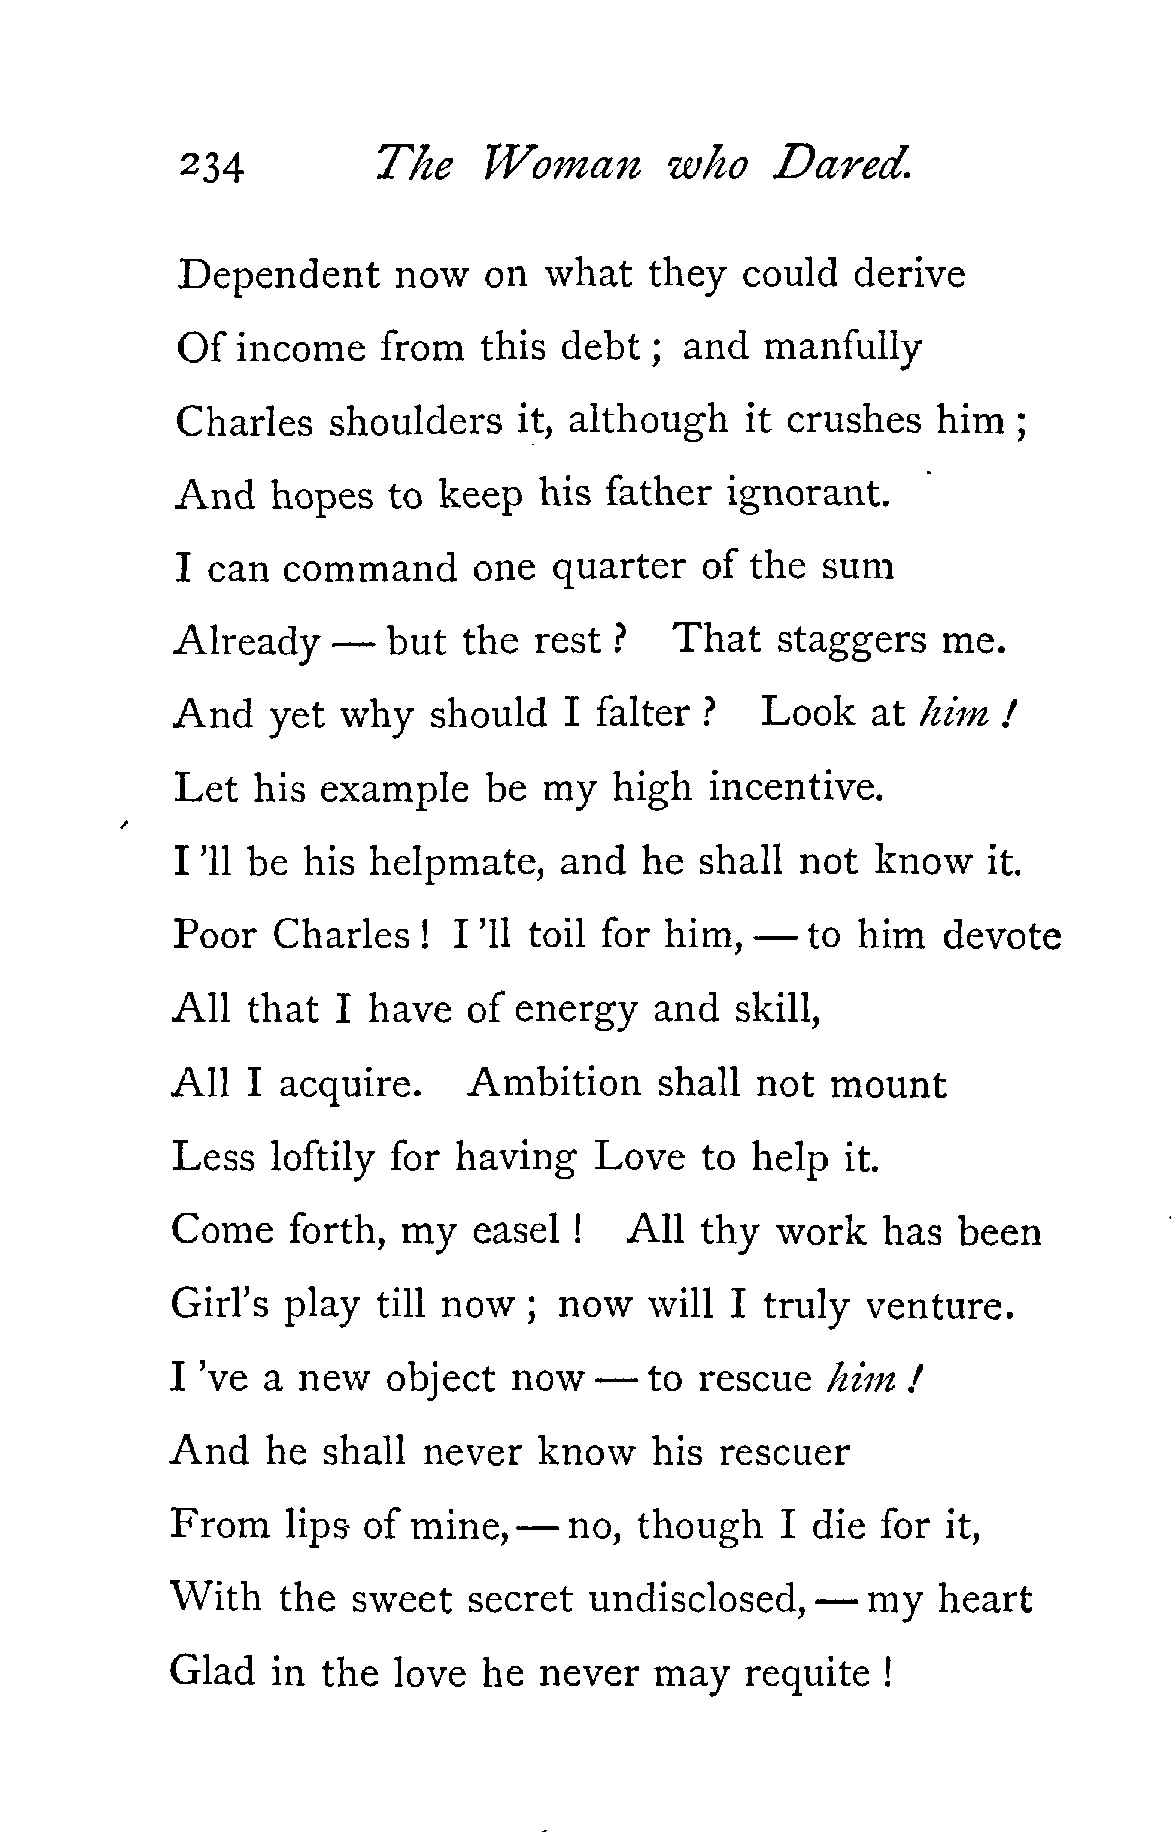 234 The Woman who Dared.
Dependent now on what they could derive
Of income from this debt ; and manfully
Charles shoulders it, although it crushes him ;
And hopes to keep his father ignorant.
I can command one quarter of the sum
Already — but the rest ? That staggers me.
And yet why should I falter ? Look at him !
Let his example be my high incentive.
I 'll be his helpmate, and he shall not know it.
Poor Charles ! I 'll toil for him, — to him devote
All that I have of energy and skill,
All I acquire. Ambition shall not mount
Less loftily for having Love to help it.
Come forth, my easel ! All thy work has been
Girl's play till now ; now will I truly venture.
I 've a new object now — to rescue him !
And he shall never know his rescuer
From lips of mine, — no, though I die for it,
With the sweet secret undisclosed, — my heart
Glad in the love he never may requite !